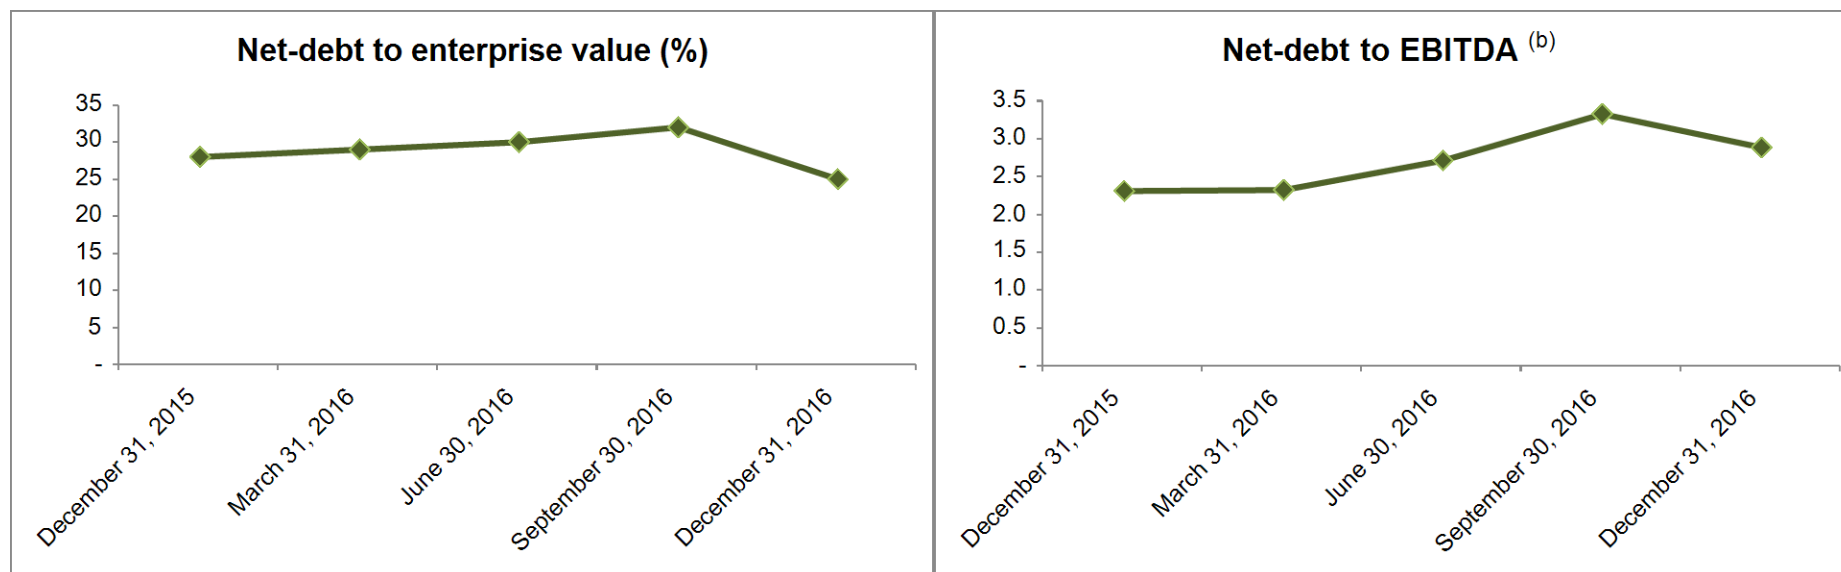 Net-debt to enterprise value (%)
35
30
25
20
15
10
5
-
December 31, 2015
March 31, 2016
June 30, 2016
September 30, 2016
December 31, 2016
Net-debt to EBITDA (b)
3.5
3.0
2.5
2.0
1.5
1.0
0.5
-
December 31, 2015
March 31, 2016
June 30, 2016
September 30, 2016
December 31, 2016